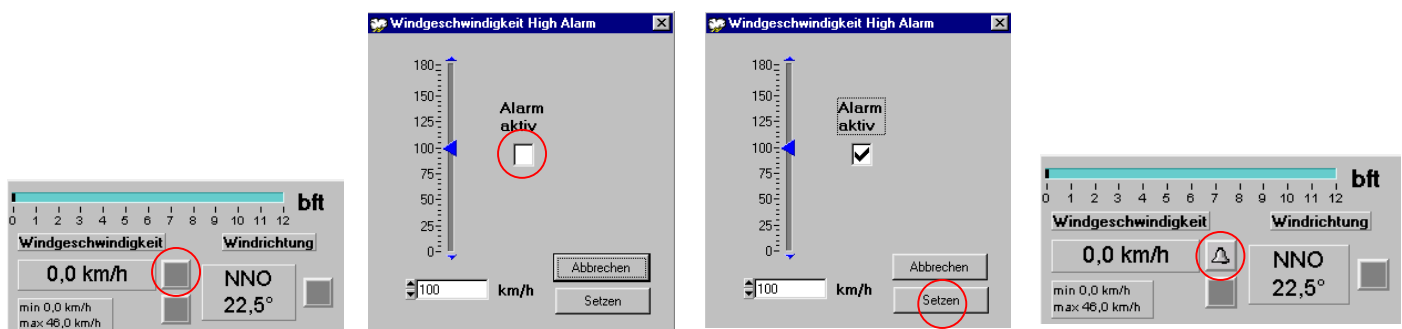 bft
0 1 2 3 4 5 6 7 8 9 10 11 12
Windgeschwindigkeit Windrichtung
0,0 km/h
NNO
22,5°
min 0,0 km/h
max 46,0 km/h
Windgeschwindigkeit High Alarm
180
150
125
100
75
50
25
0
Alarm
aktiv
100 km/h
Abbrechen
Setzen
Windgeschwindigkeit High Alarm
180
150
125
100
75
50
25
0
Alarm
aktiv
100 km/h
Abbrechen
Setzen
bft
0 1 2 3 4 5 6 7 8 9 10 11 12
Windgeschwindigkeit Windrichtung
0,0 km/h
NNO
22,5°
min 0,0 km/h
max 46,0 km/h